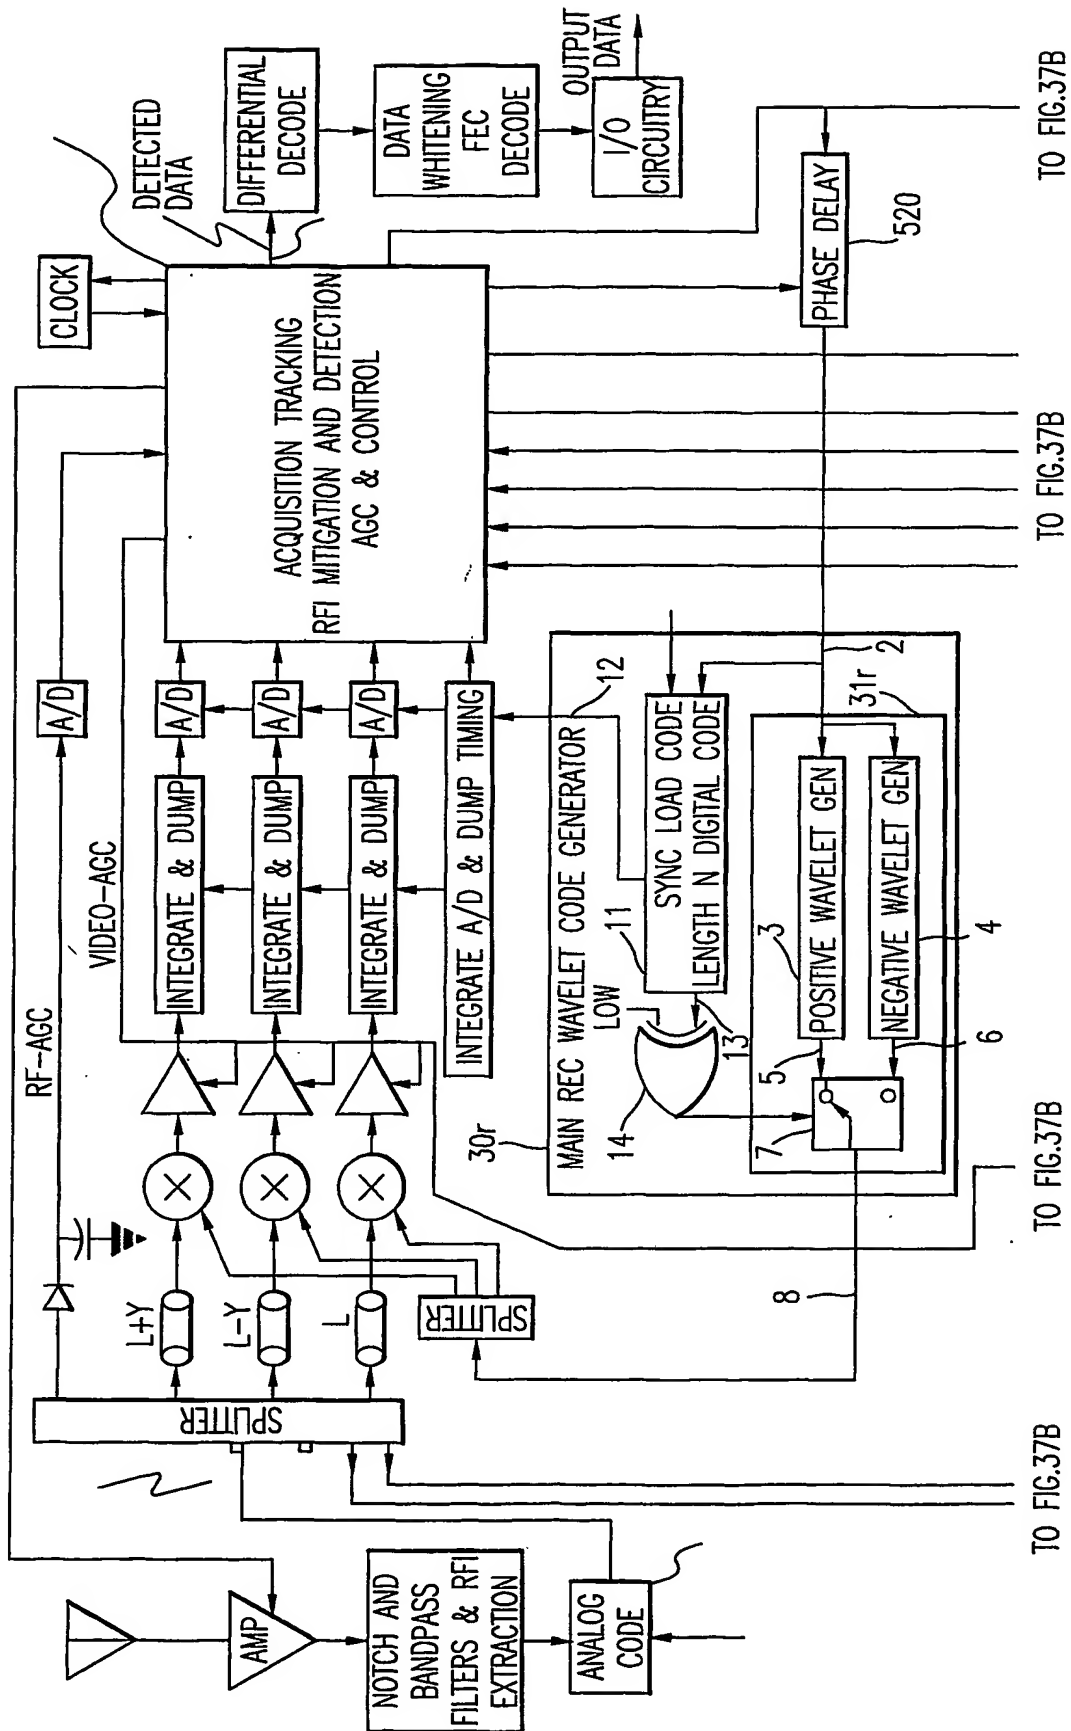 RF-AGC
VIDEO-AGC
A/D
CLOCK
DETECTED
DATA
DIFFERENTIAL
DECODE
DATA
WHITENING
FEC
DECODE
OUTPUT
DATA
I/O
CIRCUITRY
AMP
NOTCH AND
BANDPASS
FILTERS & RFI
EXTRACTION
ANALOG
CODE
SPLITTER
L+Y
L-Y
L
SPLITTER
INTEGRATE & DUMP
A/D
INTEGRATE & DUMP
A/D
INTEGRATE & DUMP
A/D
INTEGRATE A/D & DUMP TIMING
ACQUISITION TRACKING
RFI MITIGATION AND DETECTION
AGC & CONTROL
PHASE DELAY
520
30r
MAIN REC WAVELET CODE GENERATOR
12
14
LOW
13
11
SYNC LOAD CODE
LENGTH N DIGITAL CODE
2
31r
7
5
3
POSITIVE WAVELET GEN
6
NEGATIVE WAVELET GEN
4
8
TO FIG.37B
TO FIG.37B
TO FIG.37B
TO FIG.37B